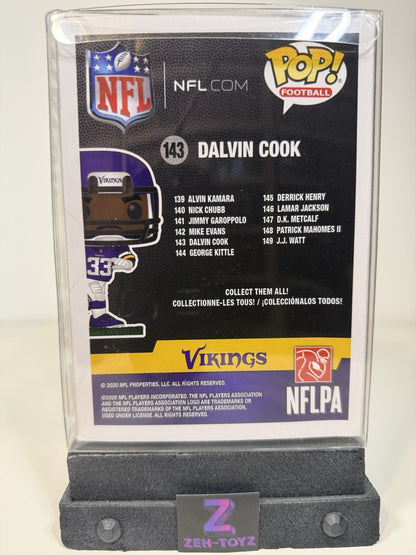 NFL
NFL.COM
POP!
FOOTBALL
143 DALVIN COOK
139 ALVIN KAMARA
140 NICK CHUBB
141 JIMMY GAROPPOLO
142 MIKE EVANS
143 DALVIN COOK
144 GEORGE KITTLE
145 DERRICK HENRY
146 LAMAR JACKSON
147 D.K. METCALF
148 PATRICK MAHOMES II
149 J.J. WATT
VIKINGS
33
COLLECT THEM ALL!
COLLECTIONNE-LES TOUS! / ¡COLECCIÓNALOS TODOS!
VIKINGS
© 2020 NFL PROPERTIES, LLC. ALL RIGHTS RESERVED.
©2020 NFL PLAYERS INCORPORATED. THE NFL PLAYERS ASSOCIATION
AND THE NFL PLAYERS ASSOCIATION LOGO ARE TRADEMARKS OR
REGISTERED TRADEMARKS OF THE NFL PLAYERS ASSOCIATION,
USED UNDER LICENSE. ALL RIGHTS RESERVED.
NFLPA
Z
ZEH-TOYZ